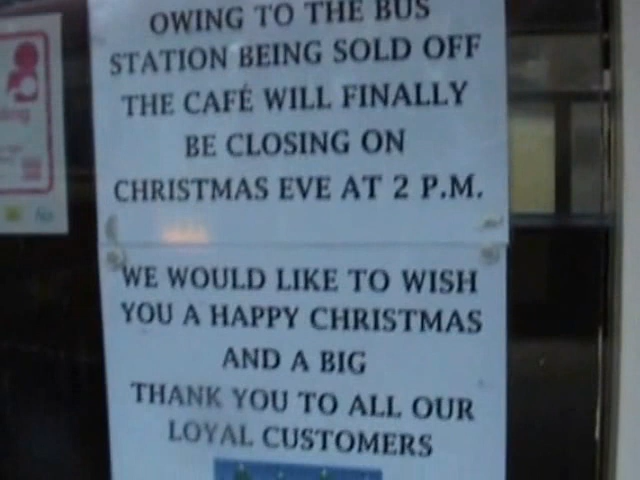 OWING TO THE BUS
STATION BEING SOLD OFF
THE CAFÉ WILL FINALLY
BE CLOSING ON
CHRISTMAS EVE AT 2 P.M.
WE WOULD LIKE TO WISH
YOU A HAPPY CHRISTMAS
AND A BIG
THANK YOU TO ALL OUR
LOYAL CUSTOMERS